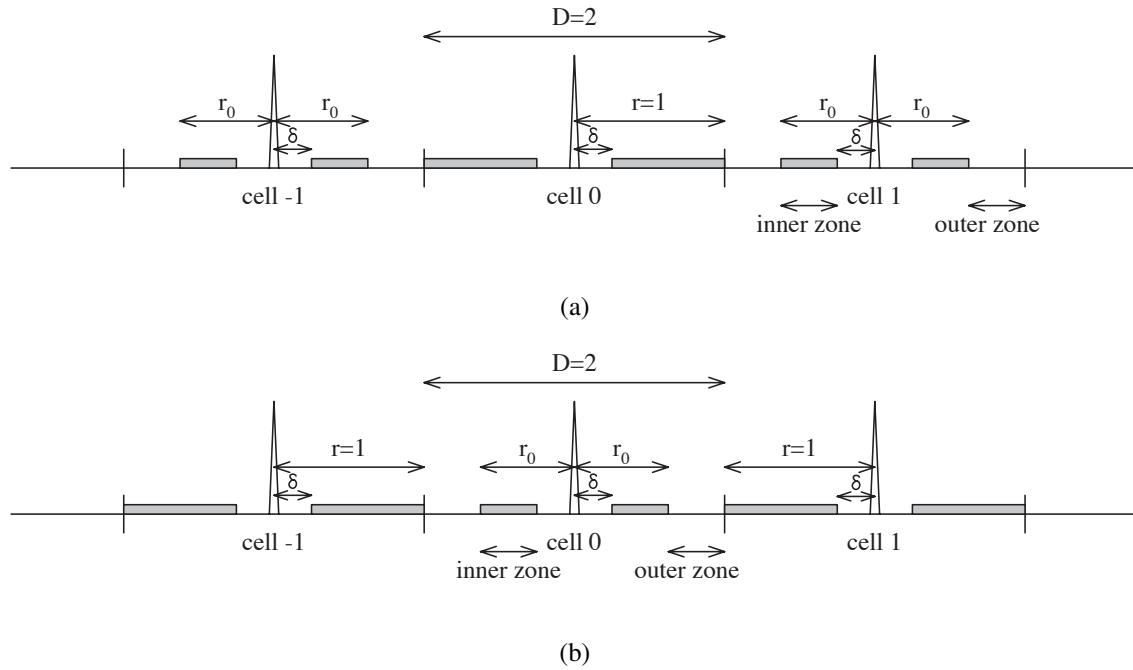 D=2
r₀ r₀ r=1 r₀ r₀
δ δ δ
cell -1 cell 0 cell 1
inner zone outer zone
(a)
D=2
r=1 r₀ r₀ r=1
δ δ δ
cell -1 cell 0 cell 1
inner zone outer zone
(b)